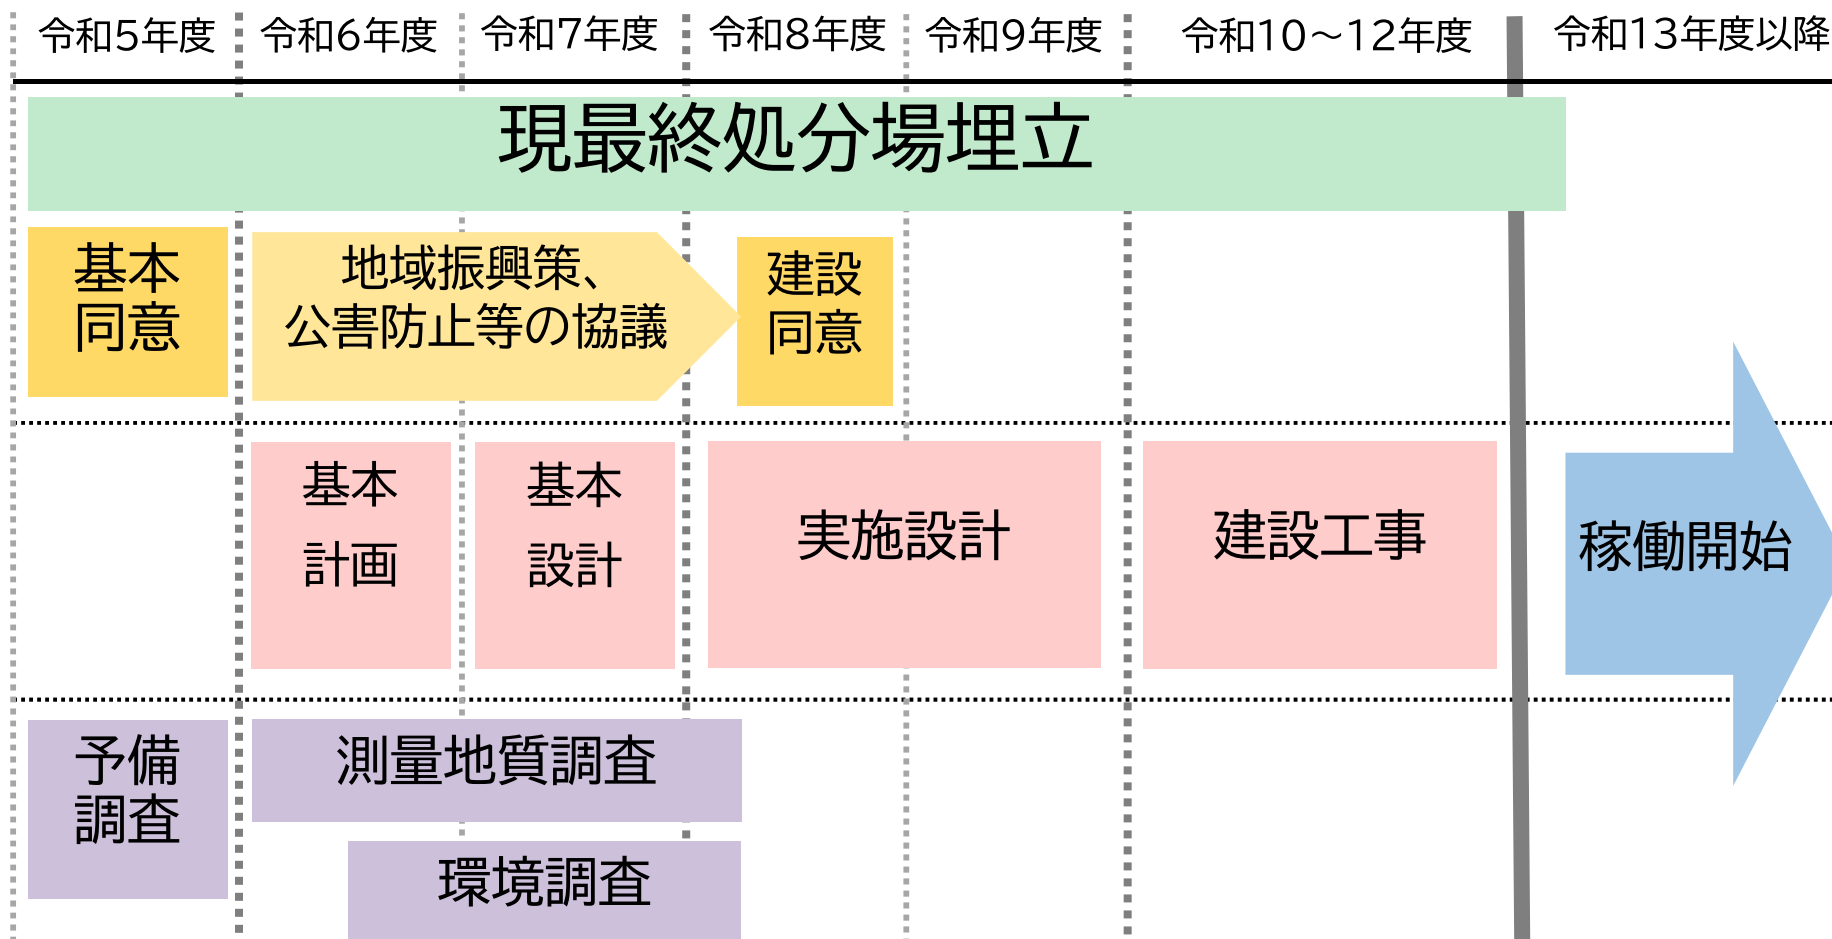 令和5年度
令和6年度
令和7年度
令和8年度
令和9年度
令和10～12年度
令和13年度以降
現最終処分場埋立
基本
同意
地域振興策、
公害防止等の協議
建設
同意
基本
計画
基本
設計
実施設計
建設工事
稼働開始
予備
調査
測量地質調査
環境調査